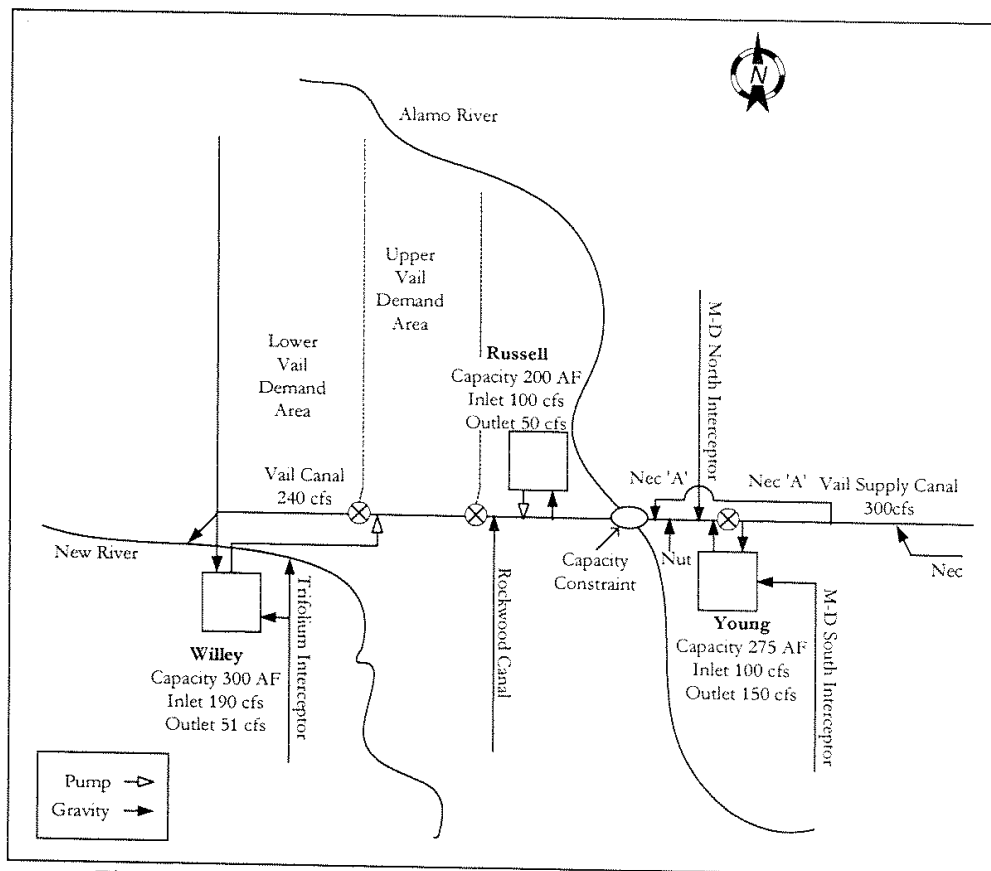 N
Alamo River
Upper
Vail
Demand
Area
Lower
Vail
Demand
Area
Russell
Capacity 200 AF
Inlet 100 cfs
Outlet 50 cfs
M-D North Interceptor
Vail Canal
240 cfs
Nec 'A'
Nec 'A'
Vail Supply Canal
300cfs
New River
Capacity
Constraint
Nut
Nec
Trifolium Interceptor
Rockwood Canal
M-D South Interceptor
Willey
Capacity 300 AF
Inlet 190 cfs
Outlet 51 cfs
Young
Capacity 275 AF
Inlet 100 cfs
Outlet 150 cfs
Pump
Gravity